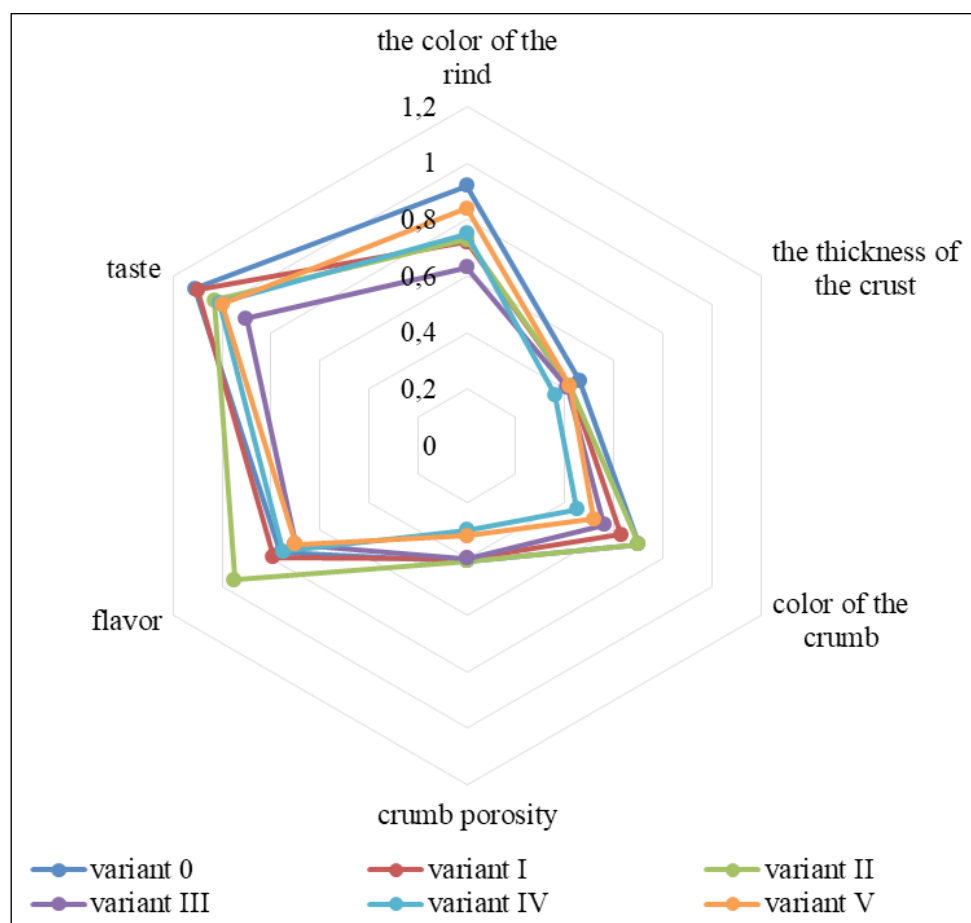 the color of the
rind
1,2
1
0,8
0,6
0,4
0,2
0
the thickness of
the crust
color of the
crumb
crumb porosity
flavor
taste
variant 0
variant I
variant II
variant III
variant IV
variant V